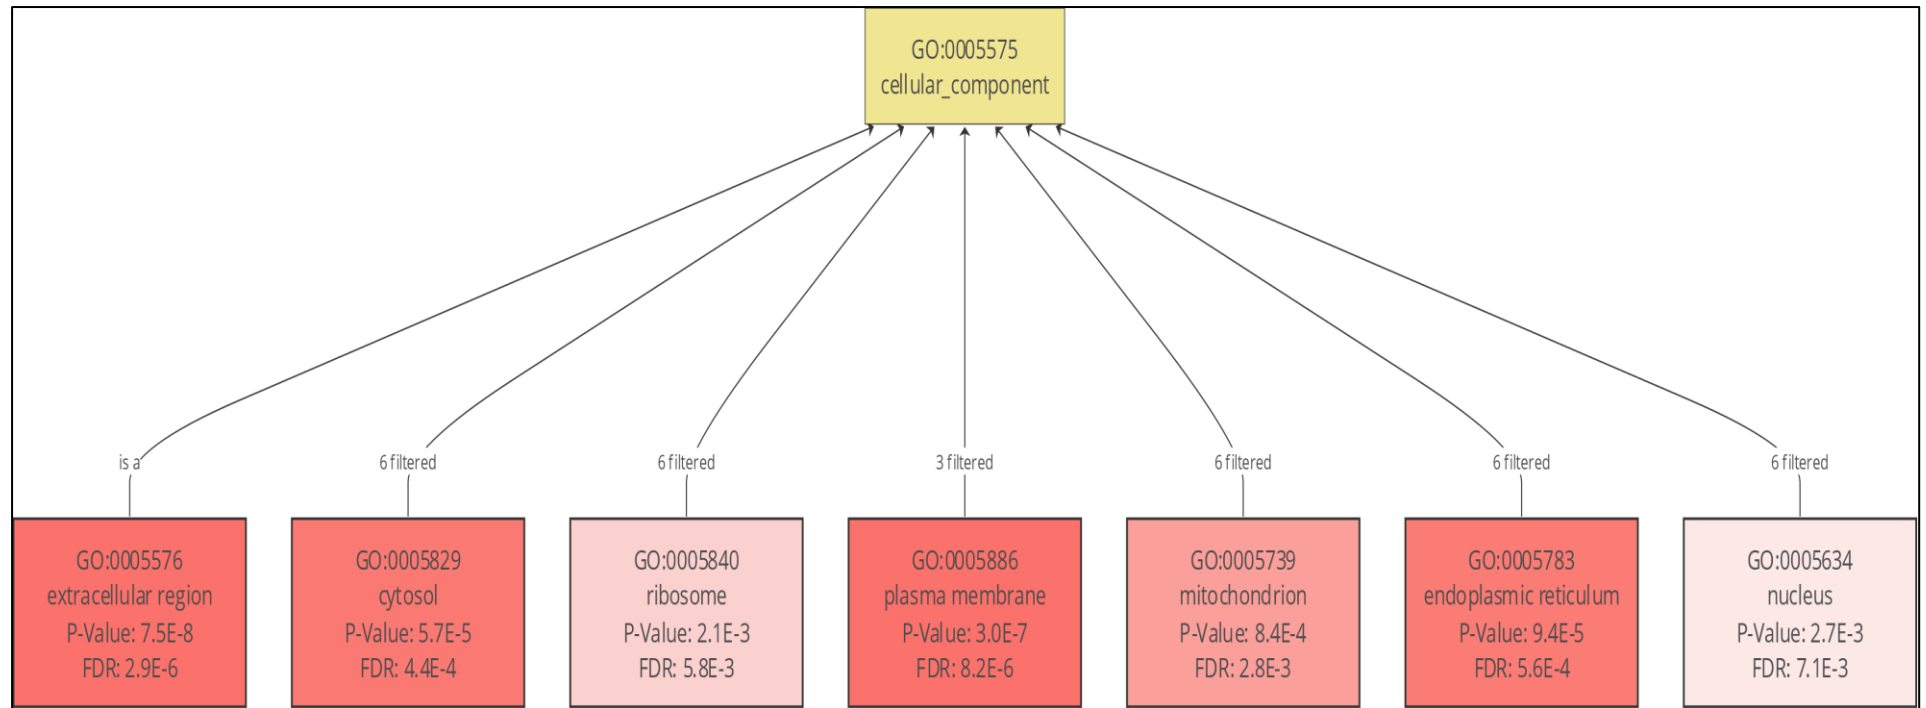 GO:0005575
cellular_component
is a
6 filtered
6 filtered
3 filtered
6 filtered
6 filtered
6 filtered
GO:0005576
extracellular region
P-Value: 7.5E-8
FDR: 2.9E-6
GO:0005829
cytosol
P-Value: 5.7E-5
FDR: 4.4E-4
GO:0005840
ribosome
P-Value: 2.1E-3
FDR: 5.8E-3
GO:0005886
plasma membrane
P-Value: 3.0E-7
FDR: 8.2E-6
GO:0005739
mitochondrion
P-Value: 8.4E-4
FDR: 2.8E-3
GO:0005783
endoplasmic reticulum
P-Value: 9.4E-5
FDR: 5.6E-4
GO:0005634
nucleus
P-Value: 2.7E-3
FDR: 7.1E-3